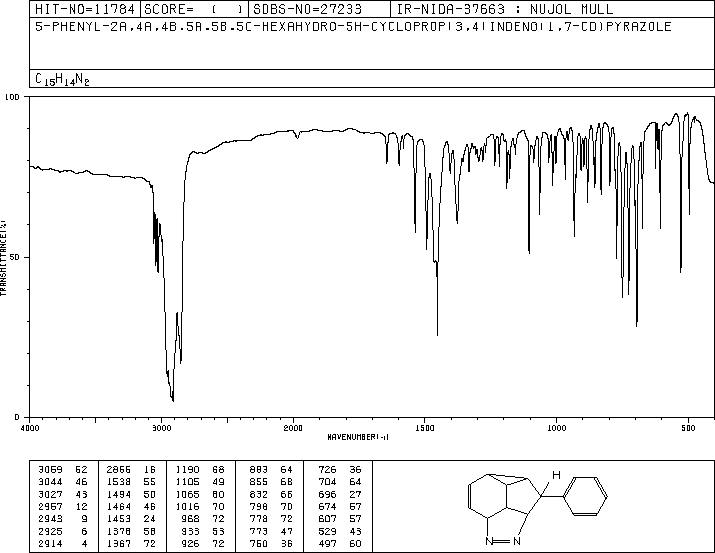 HIT-NO=11784 SCORE= ( ) SDBS-NO=27233 IR-NIDA-37663 : NUJOL MULL
5-PHENYL-2A,4A,4B,5A,5B,5C-HEXAHYDRO-5H-CYCLOPROP(3,4)INDENO(1,7-CD)PYRAZOLE
C15H14N2
100
50
0
TRANSMITTANCE(%)
4000 3000 2000 1500 1000 500
WAVENUMBER(-1)
3069 62 2866 16 1190 68 883 64 726 36
3044 46 1538 55 1105 49 855 68 704 64
3027 43 1494 50 1065 60 832 66 696 27
2957 12 1464 46 1016 70 798 70 674 57
2943 9 1453 24 968 72 778 72 607 57
2925 6 1378 58 933 53 773 47 529 43
2914 4 1367 72 926 72 750 36 497 60
H
N N